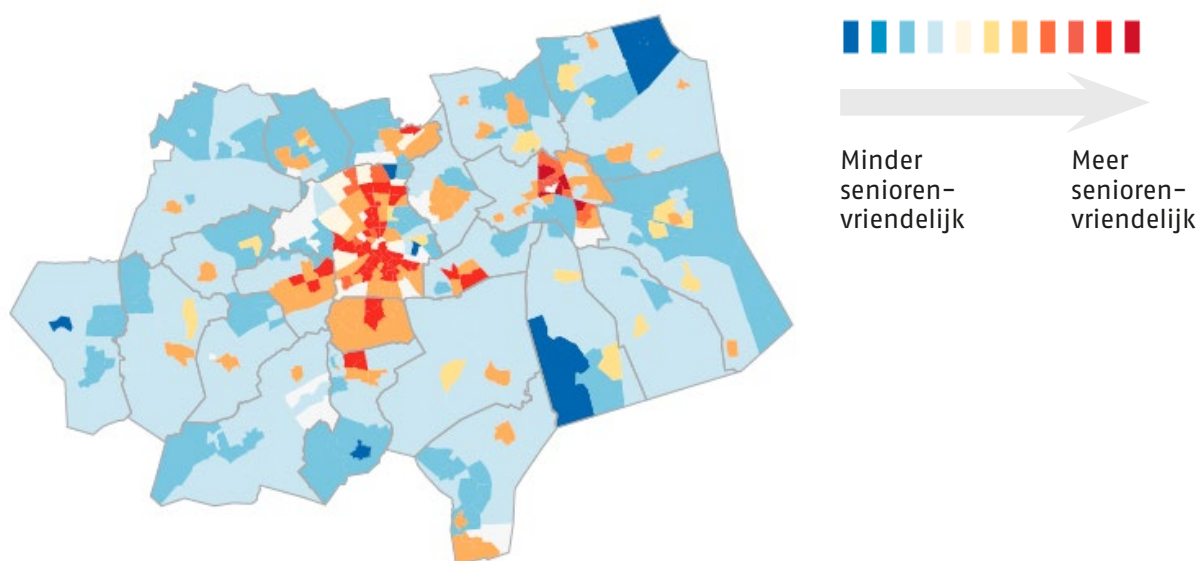 Minder
senioren-
vriendelijk
Meer
senioren-
vriendelijk